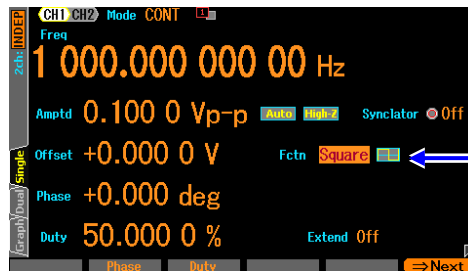 CH1 CH2 Mode CONT 1
2ch: INDEP
Freq
1 000.000 000 00 Hz
Amptd 0.100 0 Vp-p Auto High-Z Synclator Off
Offset +0.000 0 V Fctn Square
Phase +0.000 deg
Duty 50.000 0 % Extend Off
Single
Dual
Graph
Phase Duty ⇒Next